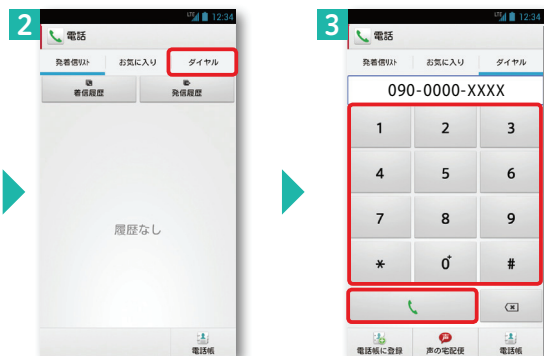 2
LTE 12:34
電話
発着信リスト お気に入り ダイヤル
着信履歴 発信履歴
履歴なし
電話帳
3
LTE 12:34
電話
発着信リスト お気に入り ダイヤル
090-0000-XXXX
1 2 3
4 5 6
7 8 9
* 0+ #
電話帳に登録 声の宅配便 電話帳